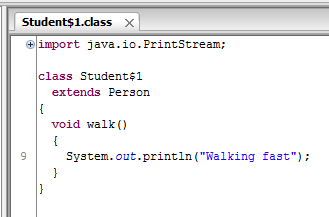 Student$1.class
import java.io.PrintStream;
class Student$1
extends Person
{
void walk()
{
9 System.out.println("Walking fast");
}
}